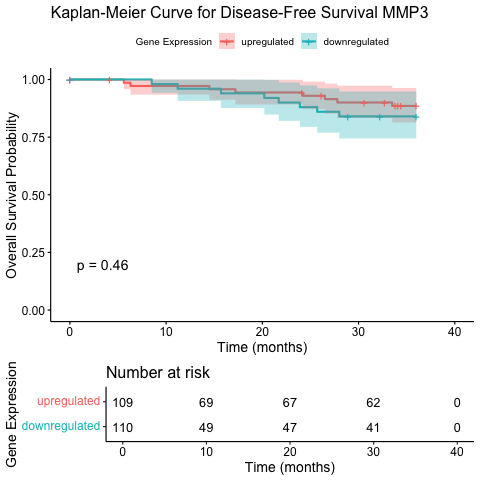 Kaplan-Meier Curve for Disease-Free Survival MMP3
Gene Expression upregulated downregulated
Overall Survival Probability
1.00
0.75
0.50
0.25
0.00
p = 0.46
0 10 20 30 40
Time (months)
Number at risk
Gene Expression
upregulated 109 69 67 62 0
downregulated 110 49 47 41 0
0 10 20 30 40
Time (months)